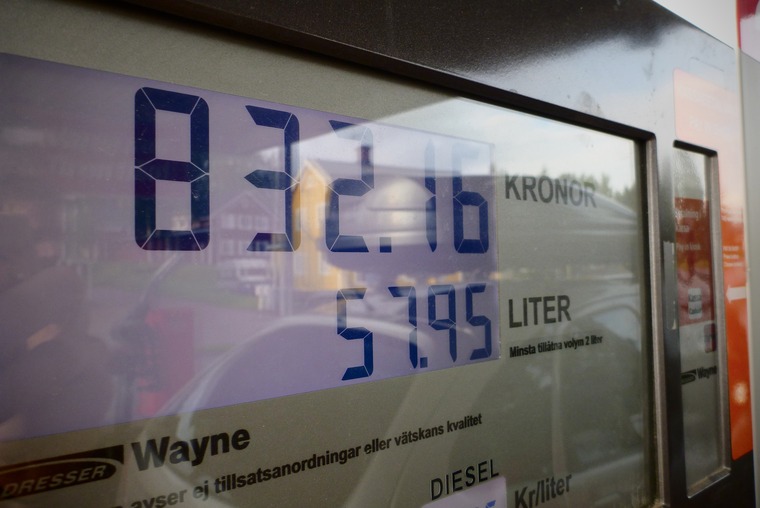 832.16 KRONOR
57.95 LITER
Minsta tillåtna volym 2 liter
DRESSER Wayne
avser ej tillsatsanordningar eller vätskans kvalitet
DIESEL
Kr/liter
Wayne